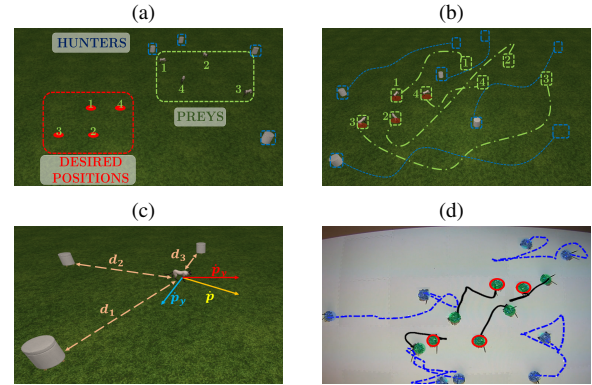 (a)
HUNTERS
1
2
4
3
PREYS
1 4
3 2
DESIRED
POSITIONS
(b)
1
2
4
3
1
4
3
2
(c)
d₂
d₃
d₁
pₓ
ṗ
p_y
(d)